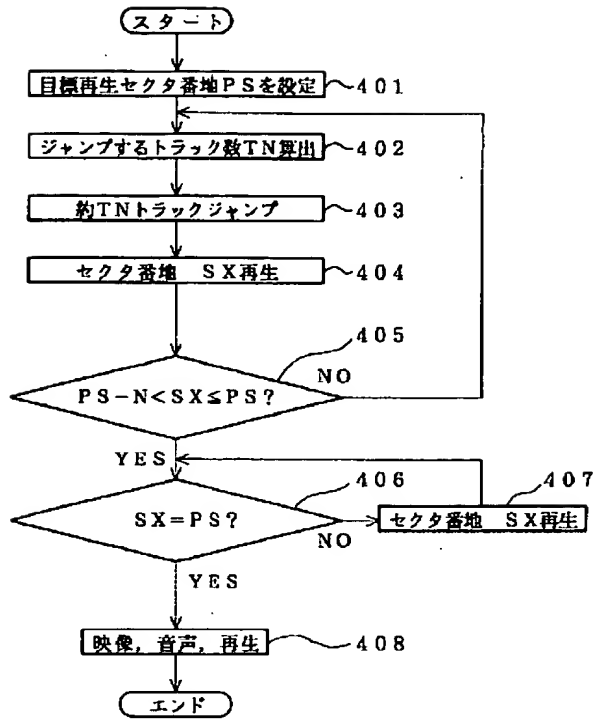 スタート
目標再生セクタ番地PSを設定 401
ジャンプするトラック数TN算出 402
約TNトラックジャンプ 403
セクタ番地 SX再生 404
405
PS-N<SX≦PS? NO
YES
406
407
SX=PS? NO
セクタ番地 SX再生
YES
映像,音声,再生 408
エンド